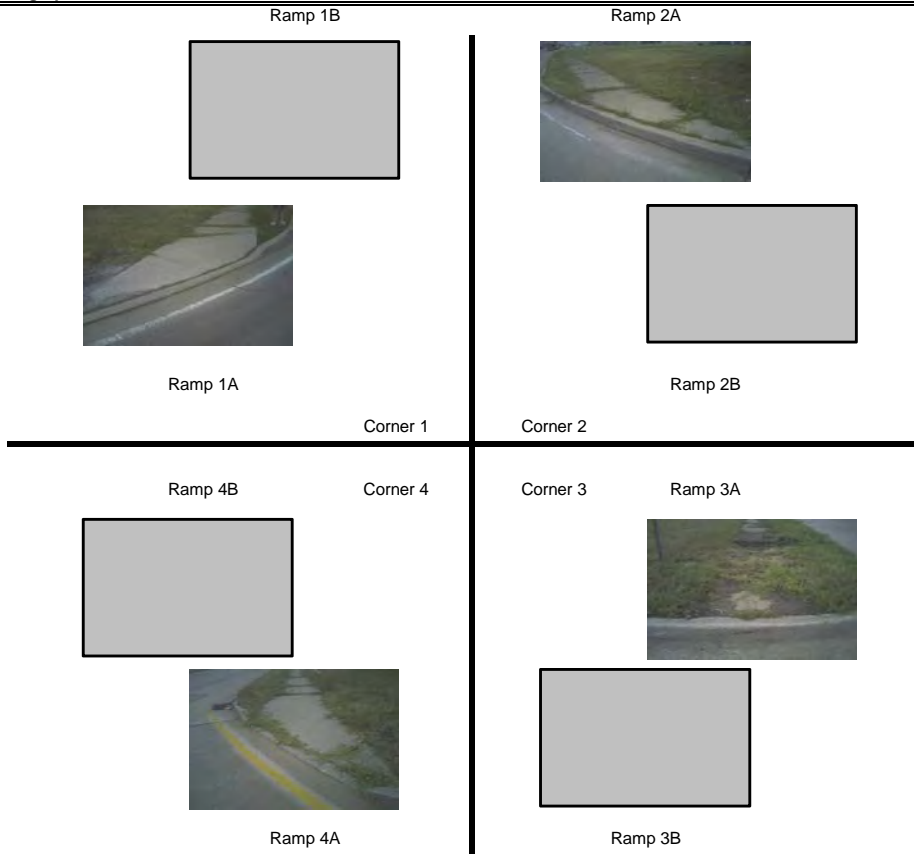 Ramp 1B Ramp 2A
Ramp 1A Ramp 2B
Corner 1 Corner 2
Ramp 4B Corner 4 Corner 3 Ramp 3A
Ramp 4A Ramp 3B